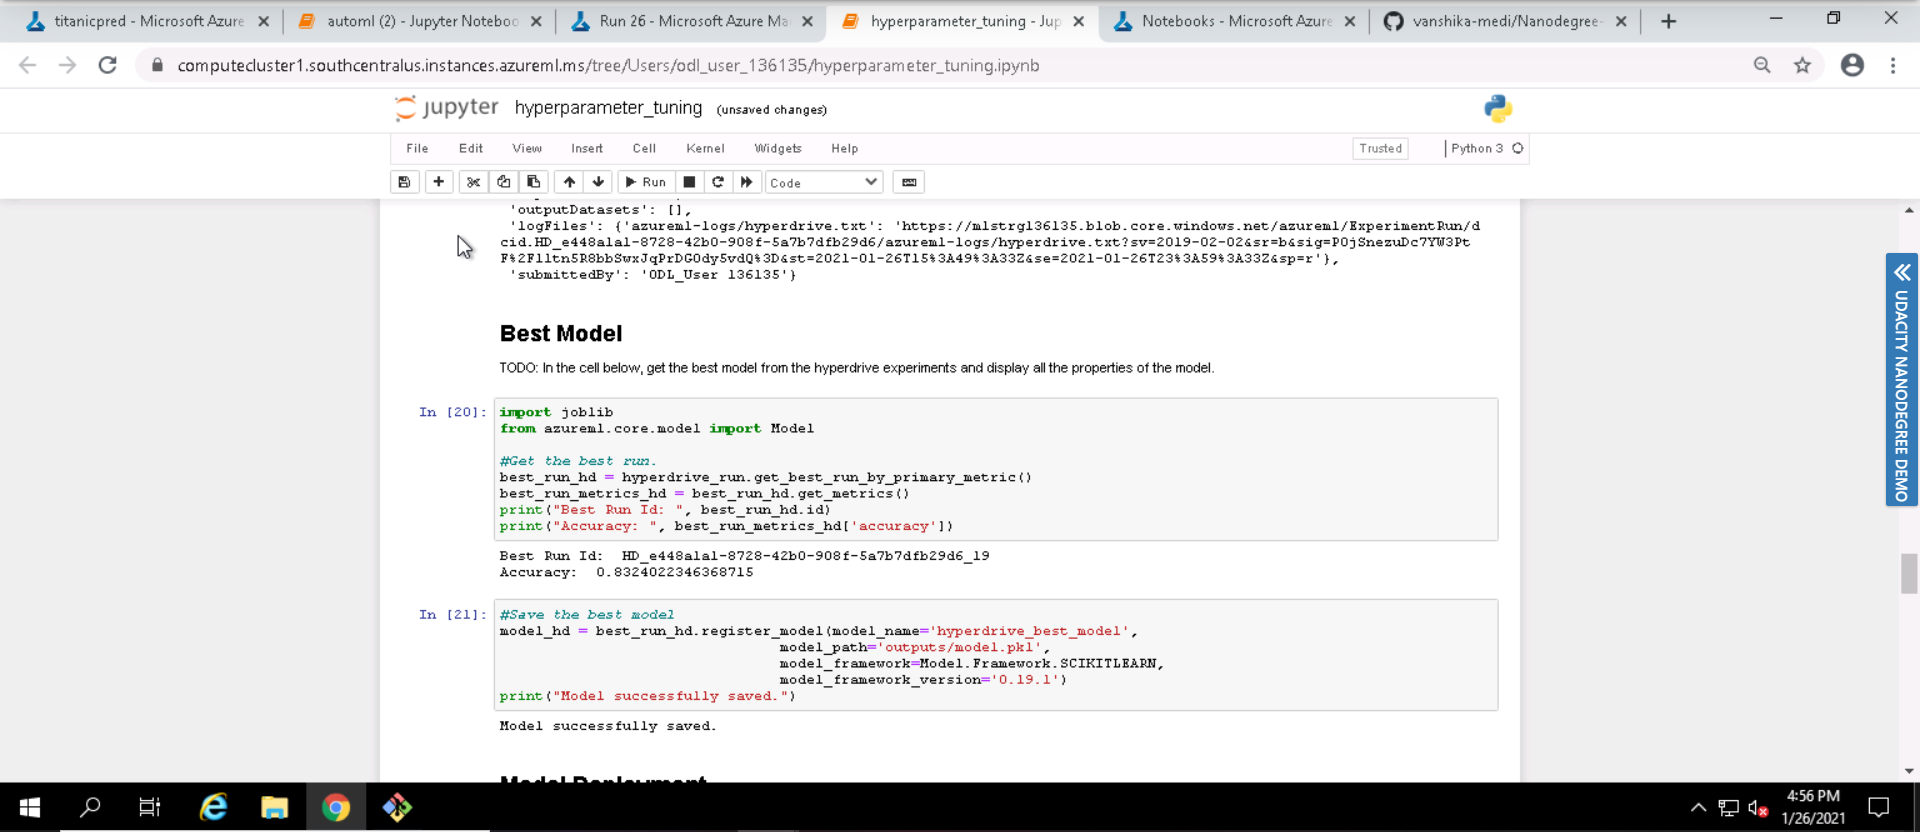 titanicpred - Microsoft Azure
automl (2) - Jupyter Noteboo
Run 26 - Microsoft Azure Ma
hyperparameter_tuning - Jup
Notebooks - Microsoft Azure
vanshika-medi/Nanodegree-
computecluster1.southcentralus.instances.azureml.ms/tree/Users/odl_user_136135/hyperparameter_tuning.ipynb
jupyter hyperparameter_tuning (unsaved changes)
File Edit View Insert Cell Kernel Widgets Help Trusted Python 3
Run Code
'outputDatasets': [],
'logFiles': {'azureml-logs/hyperdrive.txt': 'https://mlstrg136135.blob.core.windows.net/azureml/ExperimentRun/d
cid.HD_e448a1a1-8728-42b0-908f-5a7b7dfb29d6/azureml-logs/hyperdrive.txt?sv=2019-02-02&sr=b&sig=P0jSnezuDc7YW3Pt
F%2Flltn5R8bbSwxJqPrDGOdy5vdQ%3D&st=2021-01-26T15%3A49%3A33Z&se=2021-01-26T23%3A59%3A33Z&sp=r'},
'submittedBy': 'ODL_User 136135'}
Best Model
TODO: In the cell below, get the best model from the hyperdrive experiments and display all the properties of the model.
In [20]: import joblib
from azureml.core.model import Model
#Get the best run.
best_run_hd = hyperdrive_run.get_best_run_by_primary_metric()
best_run_metrics_hd = best_run_hd.get_metrics()
print("Best Run Id: ", best_run_hd.id)
print("Accuracy: ", best_run_metrics_hd['accuracy'])
Best Run Id:  HD_e448a1a1-8728-42b0-908f-5a7b7dfb29d6_19
Accuracy:  0.8324022346368715
In [21]: #Save the best model
model_hd = best_run_hd.register_model(model_name='hyperdrive_best_model',
model_path='outputs/model.pkl',
model_framework=Model.Framework.SCIKITLEARN,
model_framework_version='0.19.1')
print("Model successfully saved.")
Model successfully saved.
Model Deployment
UDACITY NANODEGREE DEMO
4:56 PM
1/26/2021